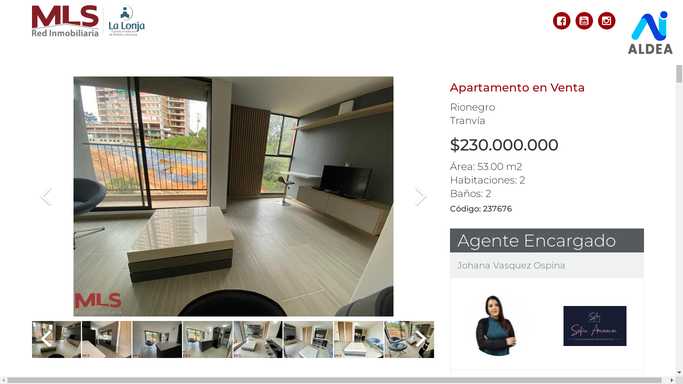 MLS
Red Inmobiliaria
La Lonja
ALDEA
Apartamento en Venta
Rionegro
Tranvía
$230.000.000
Área: 53.00 m2
Habitaciones: 2
Baños: 2
Código: 237676
MLS
Agente Encargado
Johana Vasquez Ospina